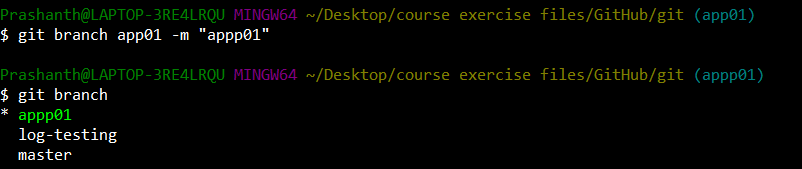 Prashanth@LAPTOP-3RE4LRQU MINGW64 ~/Desktop/course exercise files/GitHub/git (app01)
$ git branch app01 -m "appp01"
Prashanth@LAPTOP-3RE4LRQU MINGW64 ~/Desktop/course exercise files/GitHub/git (appp01)
$ git branch
* appp01
  log-testing
  master